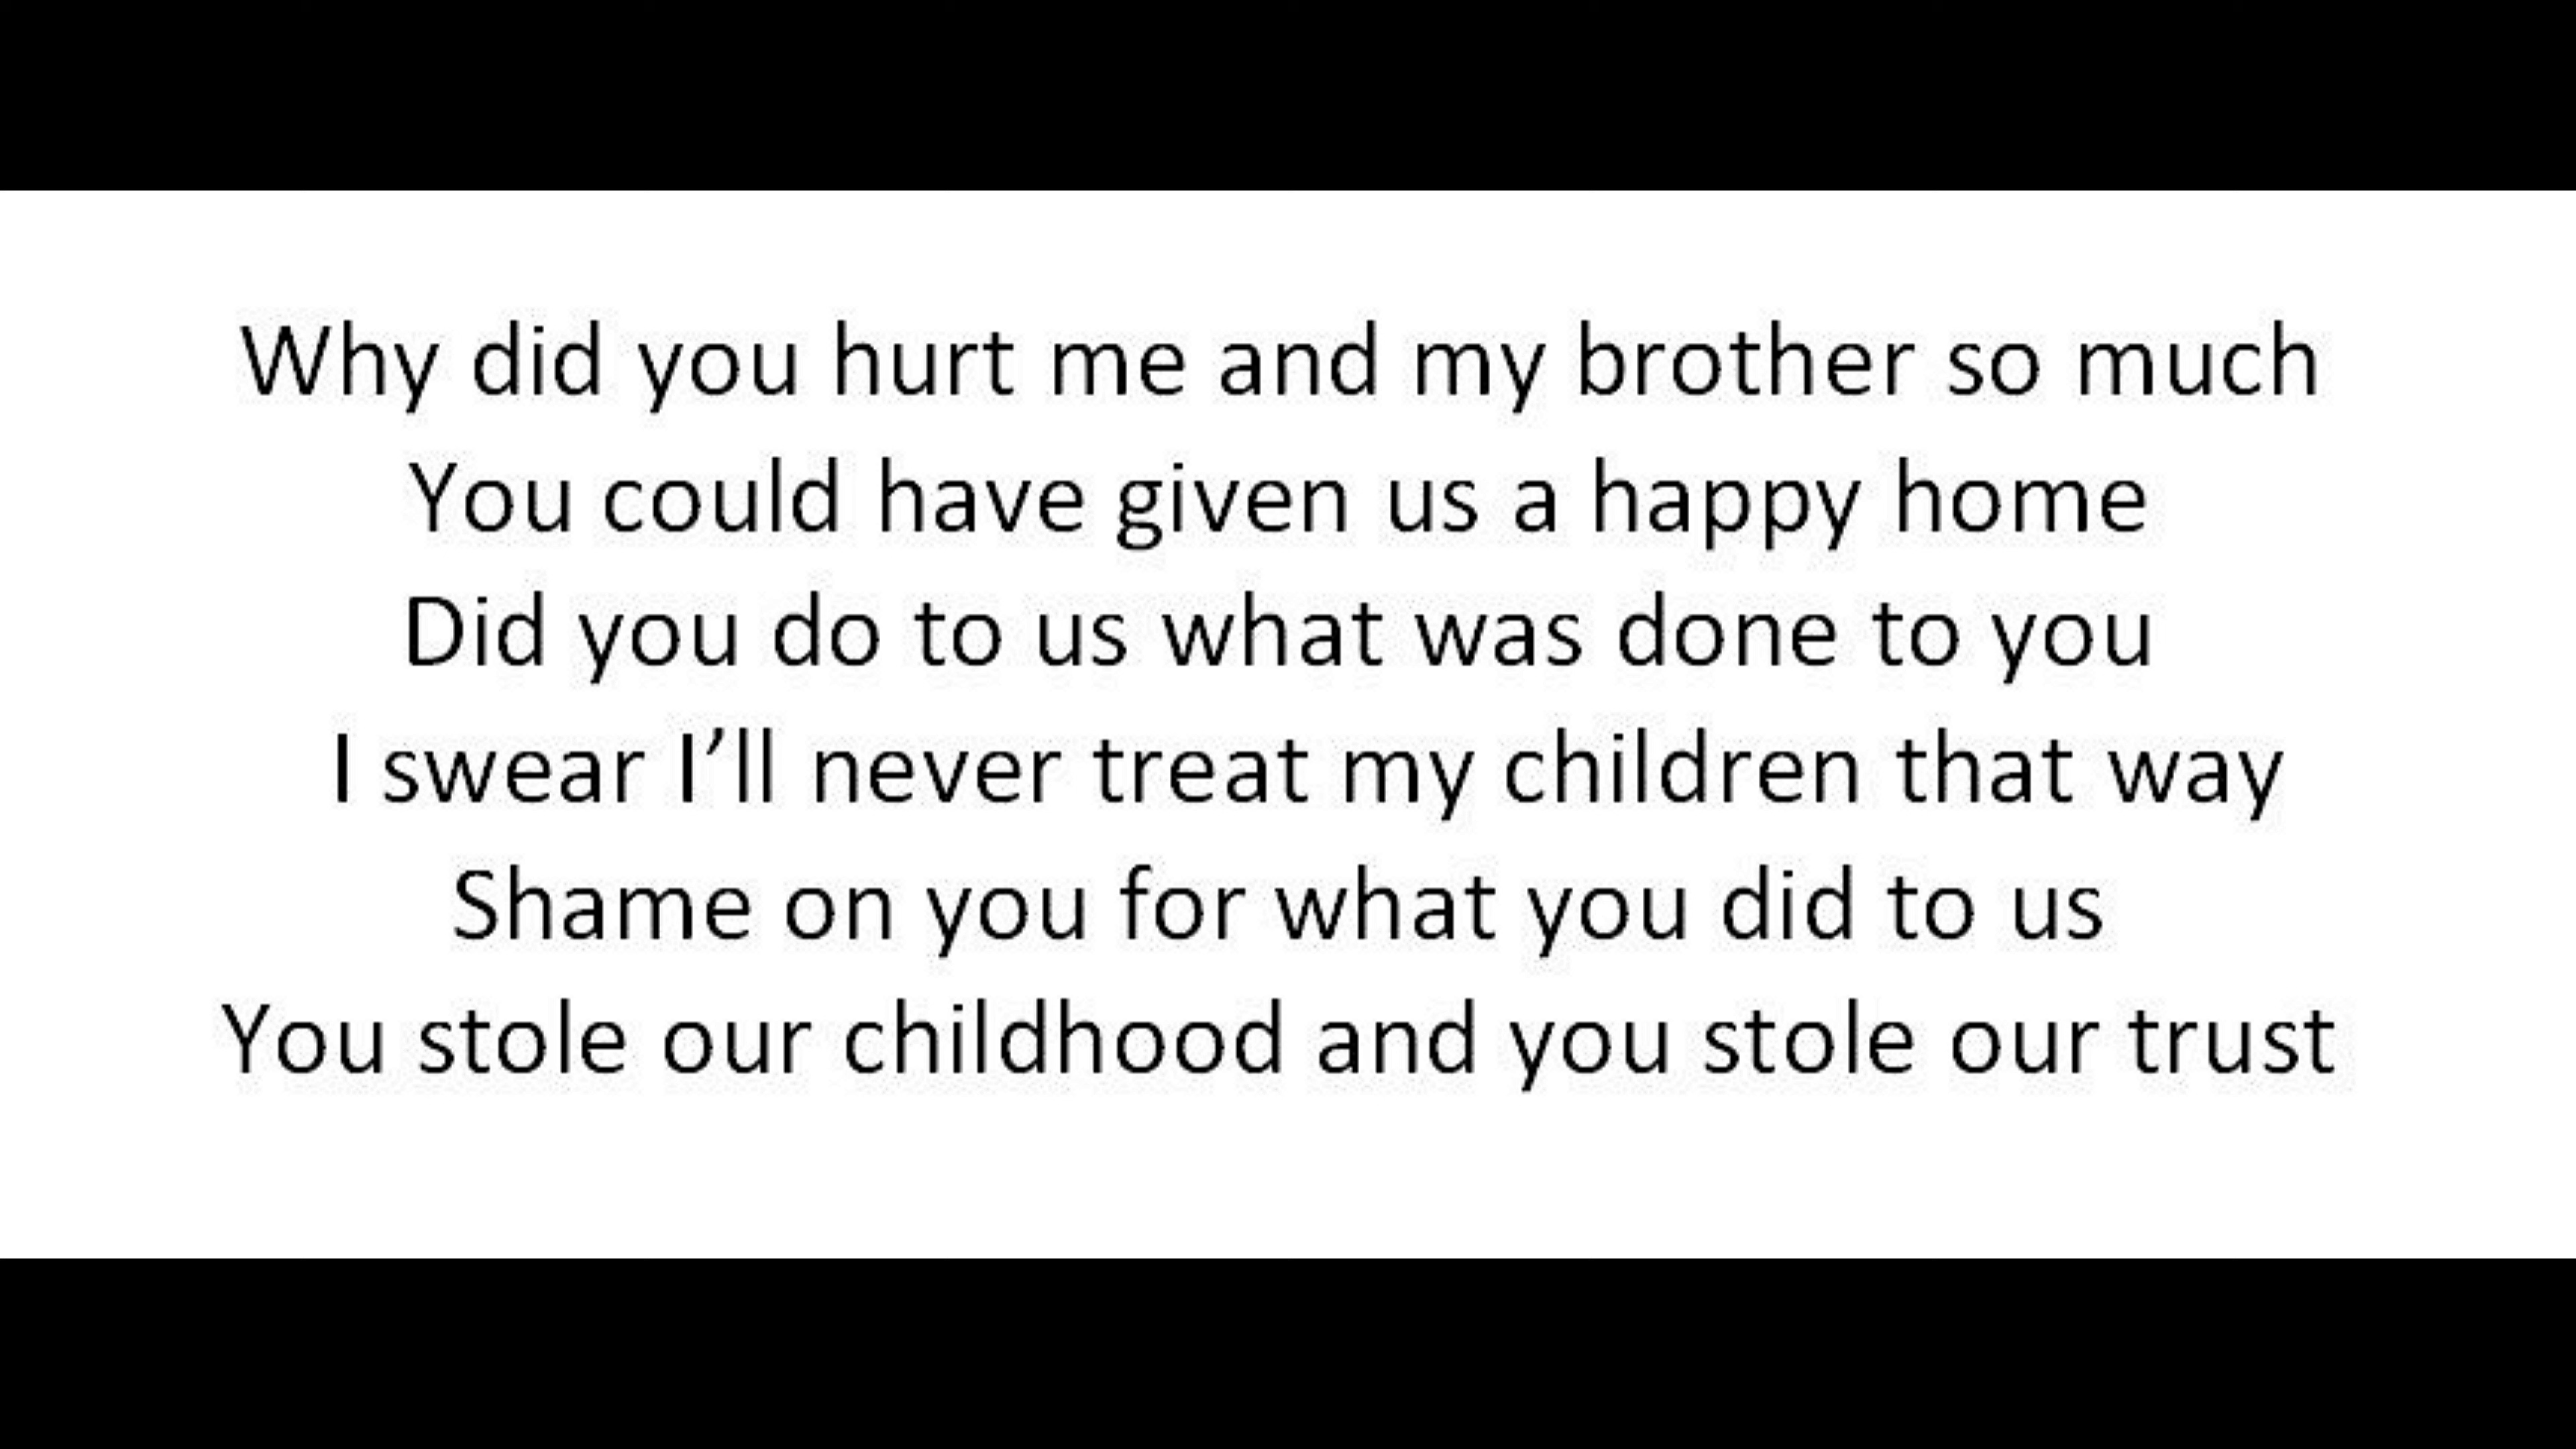 Why did you hurt me and my brother so much
You could have given us a happy home
Did you do to us what was done to you
I swear I’ll never treat my children that way
Shame on you for what you did to us
You stole our childhood and you stole our trust